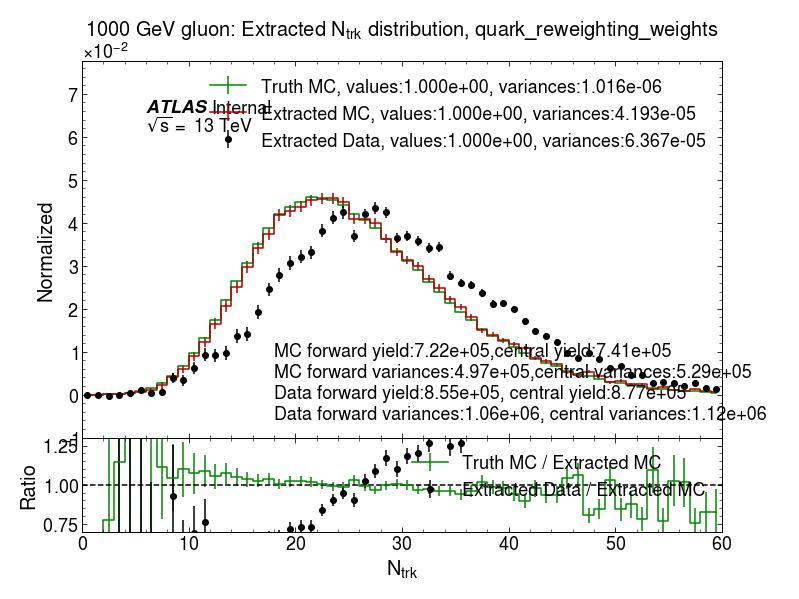 1000 GeV gluon: Extracted N_trk distribution, quark_reweighting_weights
×10⁻²
Truth MC, values:1.000e+00, variances:1.016e-06
ATLAS Internal
Extracted MC, values:1.000e+00, variances:4.193e-05
√s = 13 TeV
Extracted Data, values:1.000e+00, variances:6.367e-05
7
6
5
4
3
2
1
0
-1
Normalized
MC forward yield:7.22e+05,central yield:7.41e+05
MC forward variances:4.97e+05,central variances:5.29e+05
Data forward yield:8.55e+05, central yield:8.77e+05
Data forward variances:1.06e+06, central variances:1.12e+06
1.25
1.00
0.75
Ratio
Truth MC / Extracted MC
Extracted Data / Extracted MC
0 10 20 30 40 50 60
N_trk